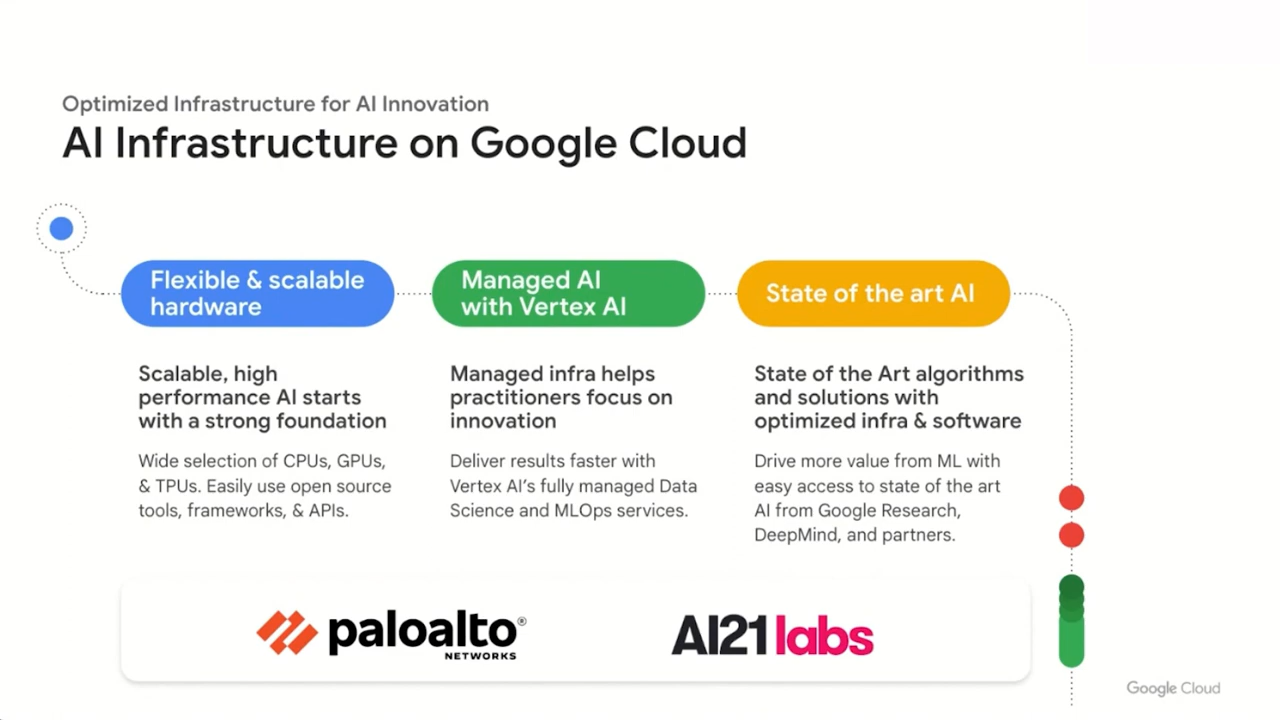 Optimized Infrastructure for AI Innovation
AI Infrastructure on Google Cloud
Flexible & scalable
hardware
Scalable, high
performance AI starts
with a strong foundation
Wide selection of CPUs, GPUs,
& TPUs. Easily use open source
tools, frameworks, & APIs.
Managed AI
with Vertex AI
Managed infra helps
practitioners focus on
innovation
Deliver results faster with
Vertex AI's fully managed Data
Science and MLOps services.
State of the art AI
State of the Art algorithms
and solutions with
optimized infra & software
Drive more value from ML with
easy access to state of the art
AI from Google Research,
DeepMind, and partners.
paloalto®
NETWORKS
AI21labs
Google Cloud